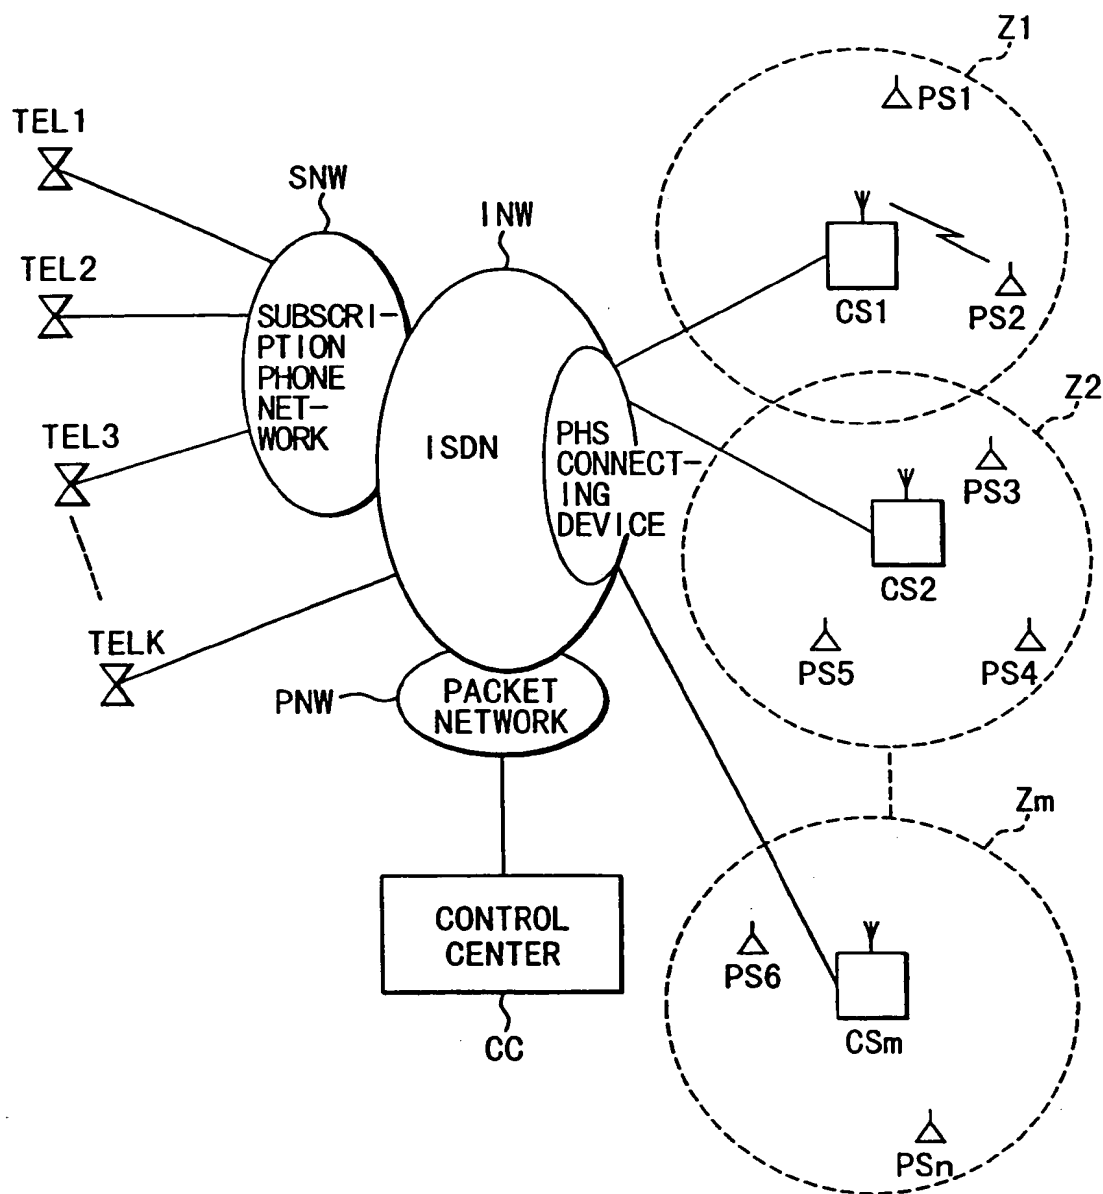 Z1
PS1
TEL1
SNW
INW
TEL2
CS1
PS2
SUBSCRI-
PTION
PHONE
NET-
WORK
Z2
TEL3
ISDN
PHS
CONNECT-
ING
DEVICE
PS3
CS2
TELK
PS5
PS4
PNW
PACKET
NETWORK
Zm
CONTROL
CENTER
PS6
CSm
CC
PSn